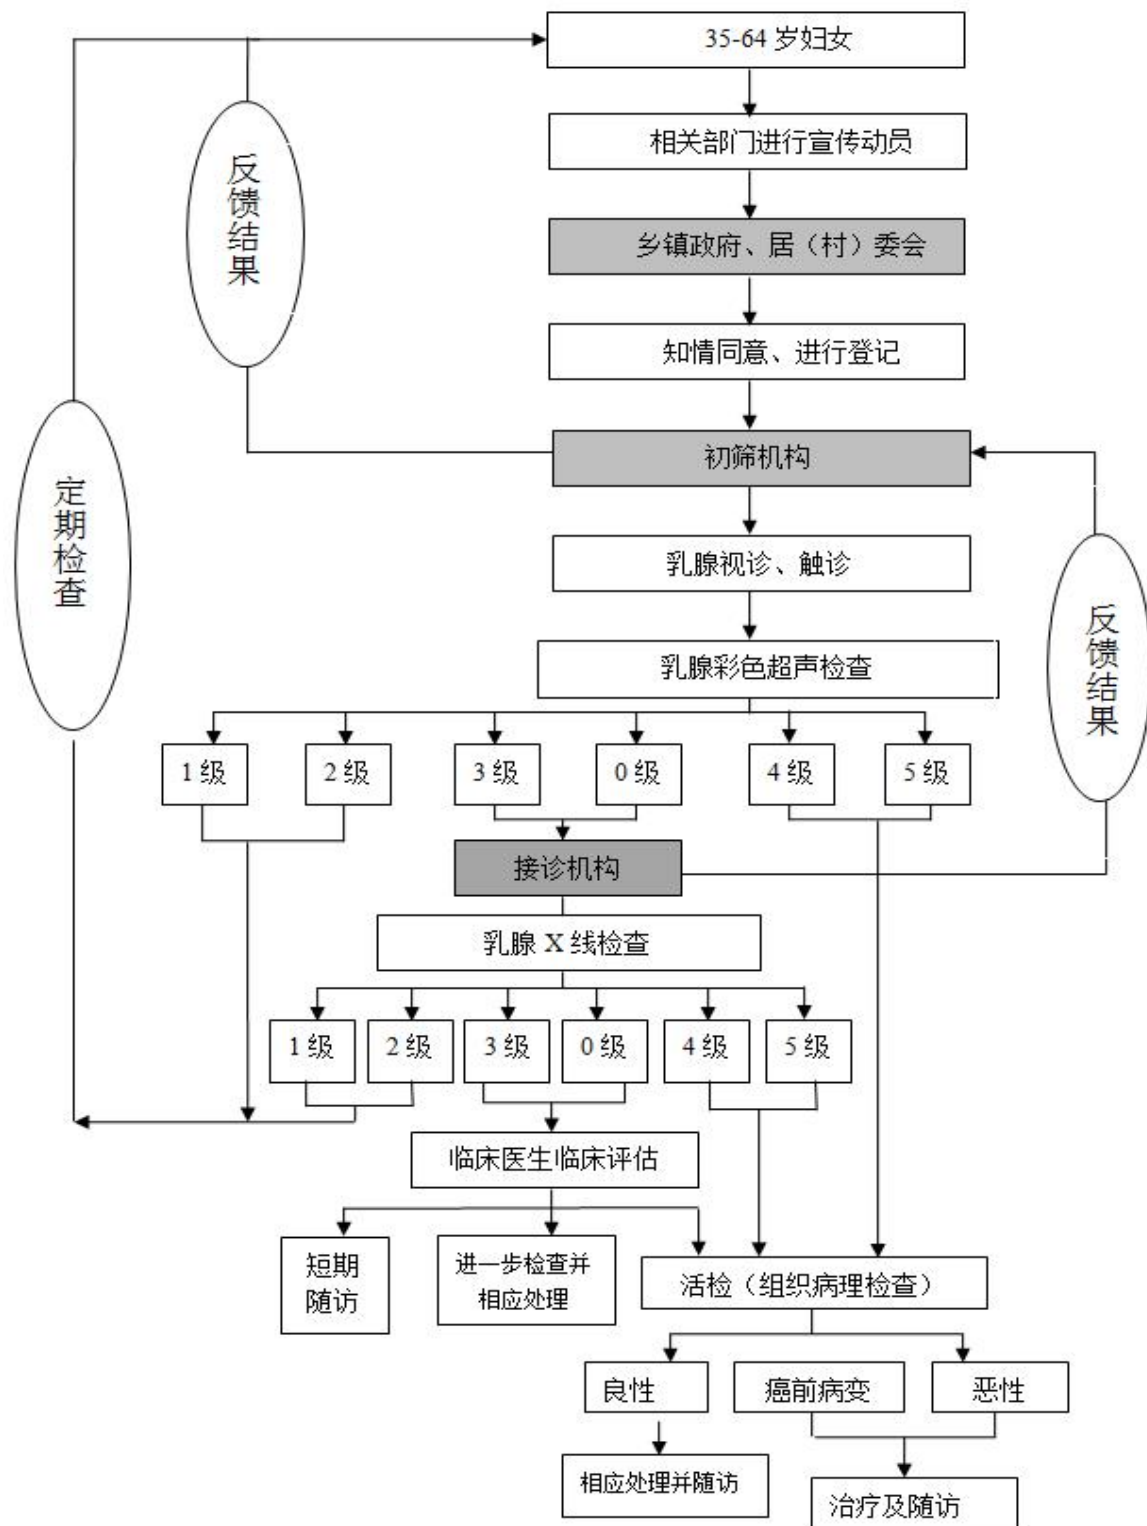 35-64 岁妇女
相关部门进行宣传动员
反馈结果
乡镇政府、居（村）委会
知情同意、进行登记
初筛机构
定期检查
乳腺视诊、触诊
反馈结果
乳腺彩色超声检查
1 级
2 级
3 级
0 级
4 级
5 级
接诊机构
乳腺 X 线检查
1 级
2 级
3 级
0 级
4 级
5 级
临床医生临床评估
短期
随访
进一步检查并
相应处理
活检（组织病理检查）
良性
癌前病变
恶性
相应处理并随访
治疗及随访